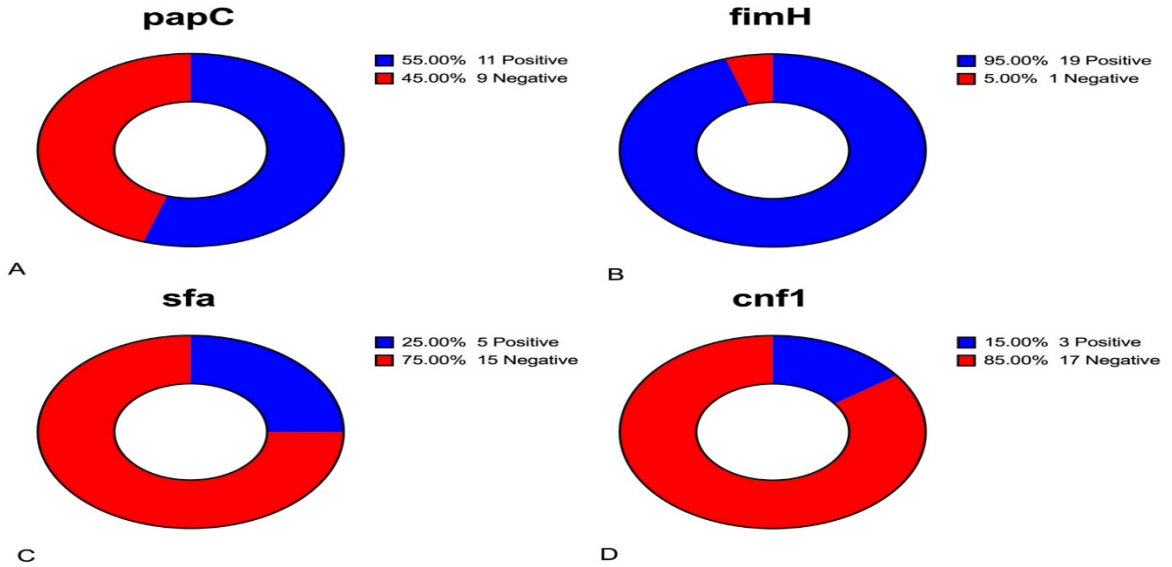 papC
55.00% 11 Positive
45.00% 9 Negative
A
fimH
95.00% 19 Positive
5.00% 1 Negative
B
sfa
25.00% 5 Positive
75.00% 15 Negative
C
cnf1
15.00% 3 Positive
85.00% 17 Negative
D